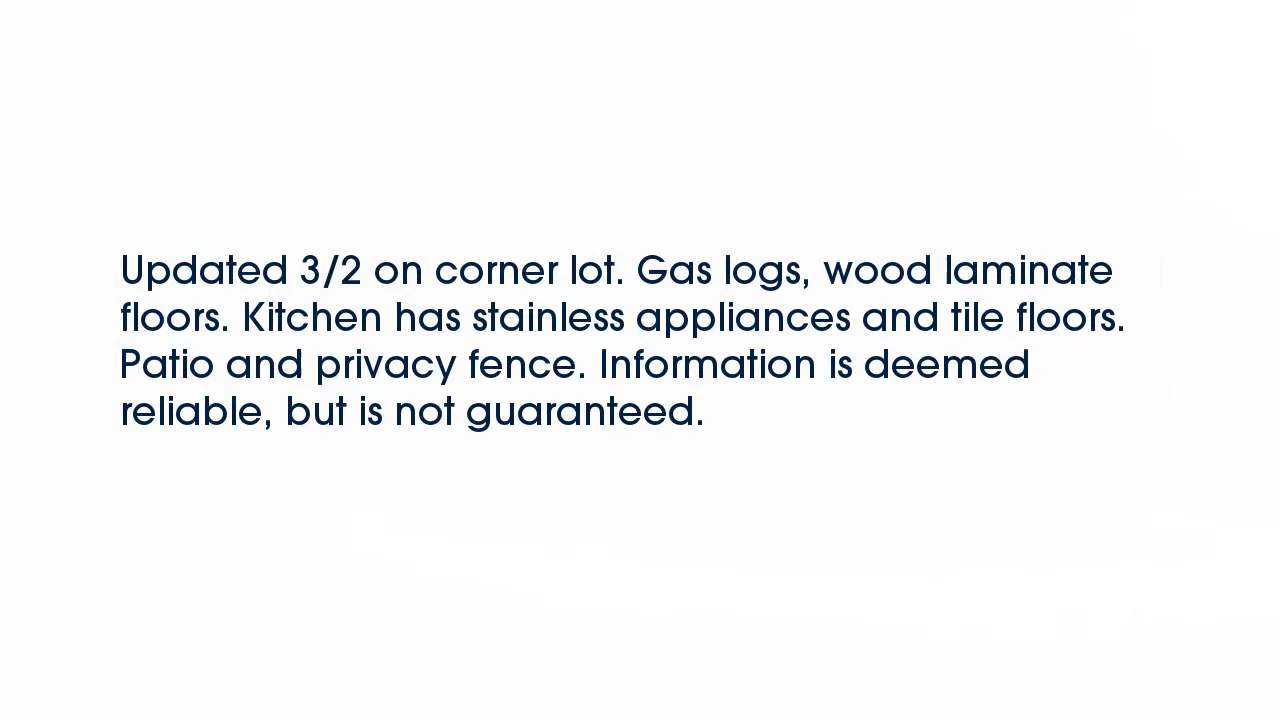 Updated 3/2 on corner lot. Gas logs, wood laminate
floors. Kitchen has stainless appliances and tile floors.
Patio and privacy fence. Information is deemed
reliable, but is not guaranteed.